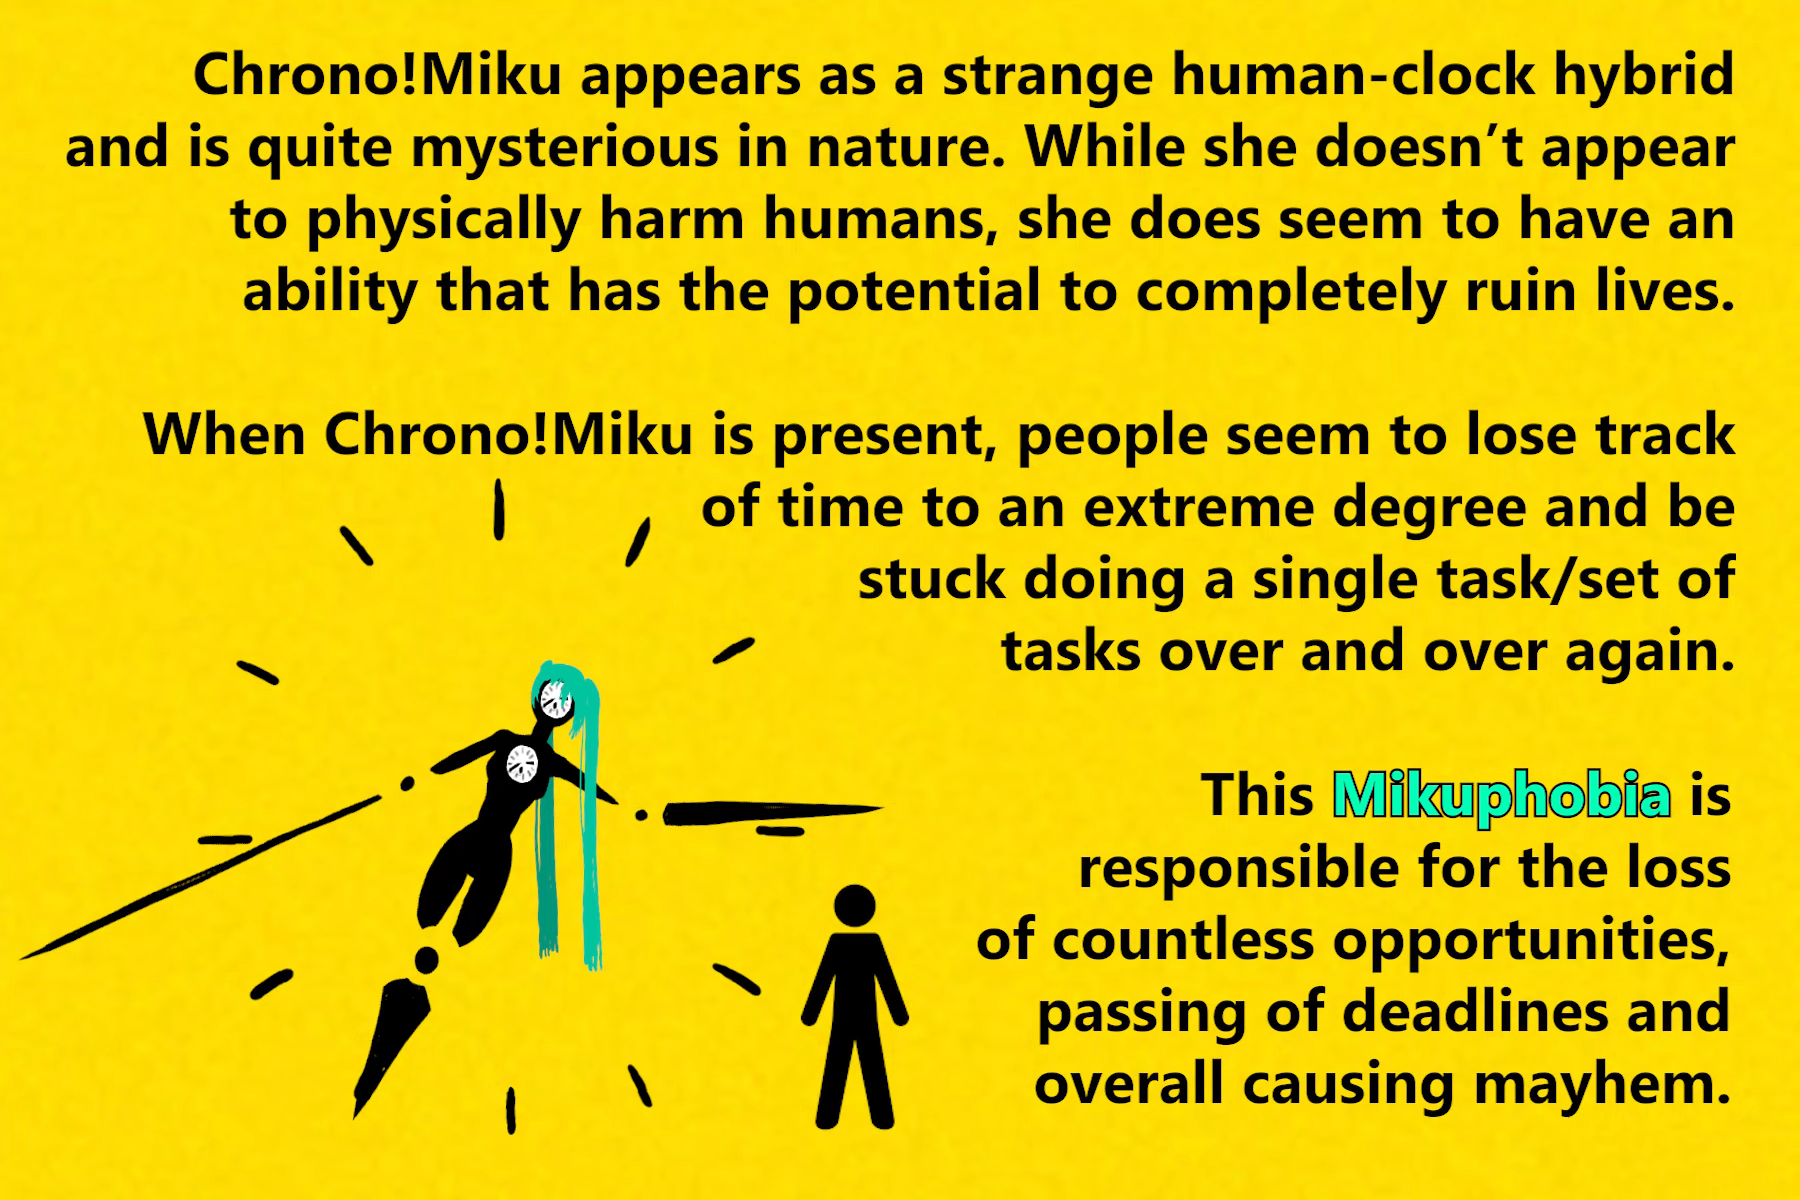 Chrono!Miku appears as a strange human-clock hybrid
and is quite mysterious in nature. While she doesn’t appear
to physically harm humans, she does seem to have an
ability that has the potential to completely ruin lives.
When Chrono!Miku is present, people seem to lose track
of time to an extreme degree and be
stuck doing a single task/set of
tasks over and over again.
This Mikuphobia is
responsible for the loss
of countless opportunities,
passing of deadlines and
overall causing mayhem.